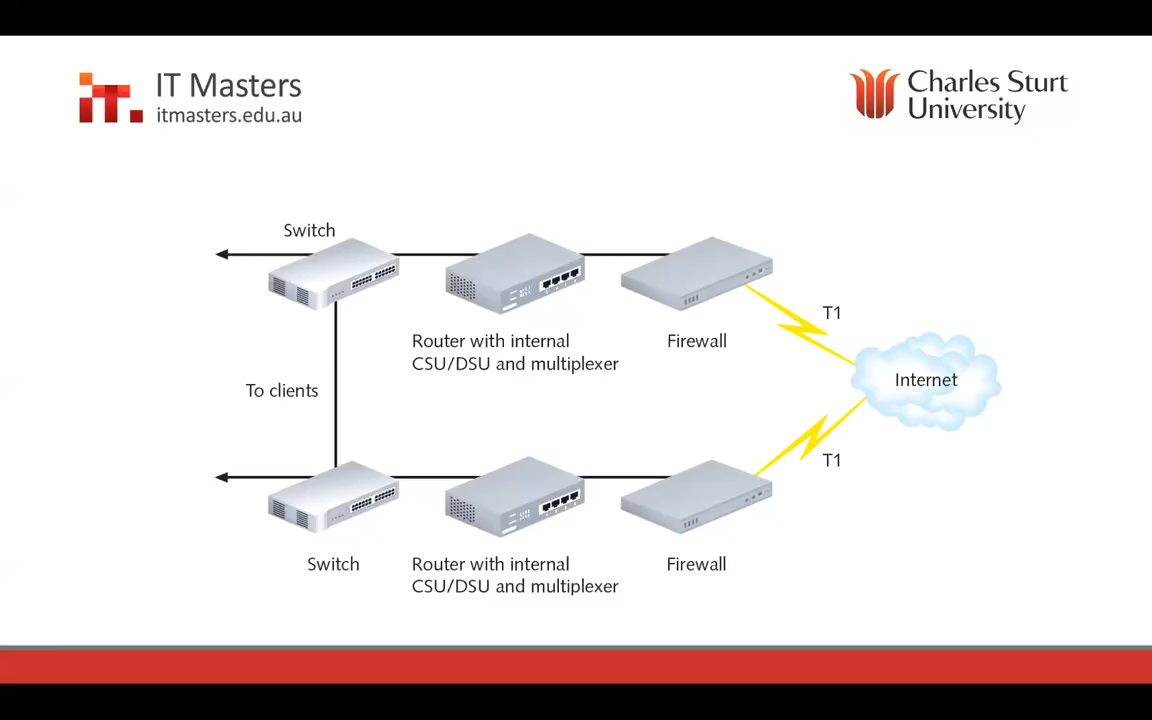 IT Masters
itmasters.edu.au
Charles Sturt
University
Switch
Router with internal
CSU/DSU and multiplexer
Firewall
T1
Internet
To clients
T1
Switch
Router with internal
CSU/DSU and multiplexer
Firewall